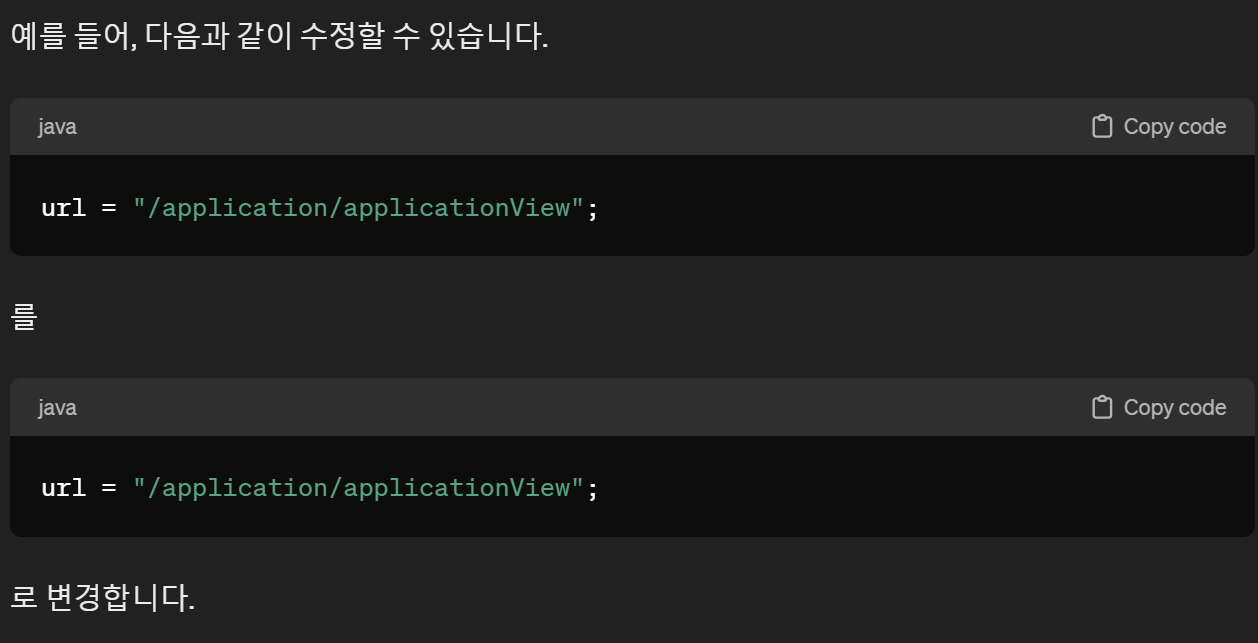 예를 들어, 다음과 같이 수정할 수 있습니다.
java
Copy code
url = "/application/applicationView";
를
java
Copy code
url = "/application/applicationView";
로 변경합니다.